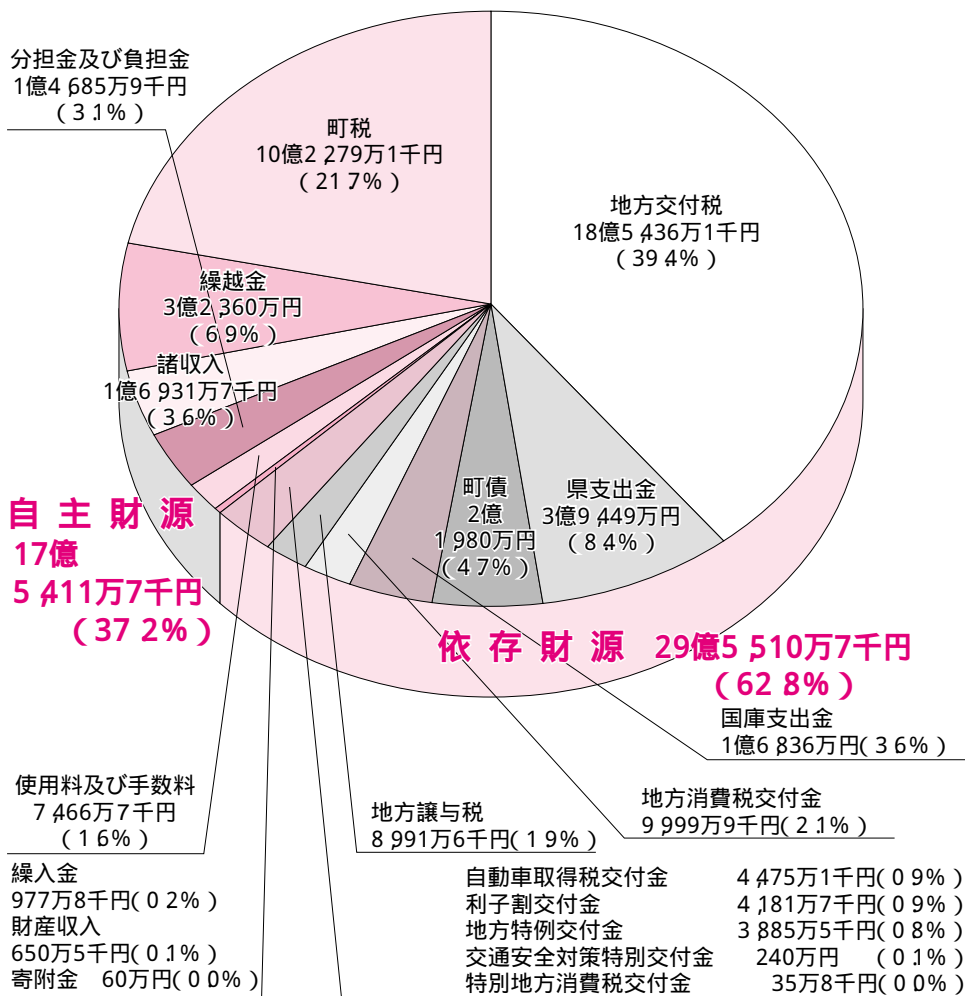 分担金及び負担金
1億4,685万9千円
(3.1%)
町税
10億2,279万1千円
(21.7%)
地方交付税
18億5,436万1千円
(39.4%)
繰越金
3億2,360万円
(6.9%)
諸収入
1億6,931万7千円
(3.6%)
町債
2億
1,980万円
(4.7%)
県支出金
3億9,449万円
(8.4%)
自主財源
17億
5,411万7千円
(37.2%)
依存財源 29億5,510万7千円
(62.8%)
国庫支出金
1億6,836万円(3.6%)
使用料及び手数料
7,466万7千円
(1.6%)
地方譲与税
8,991万6千円(1.9%)
地方消費税交付金
9,999万9千円(2.1%)
繰入金
977万8千円(0.2%)
財産収入
650万5千円(0.1%)
寄附金 60万円(0.0%)
自動車取得税交付金 4,475万1千円(0.9%)
利子割交付金 4,181万7千円(0.9%)
地方特例交付金 3,885万5千円(0.8%)
交通安全対策特別交付金 240万円 (0.1%)
特別地方消費税交付金 35万8千円(0.0%)